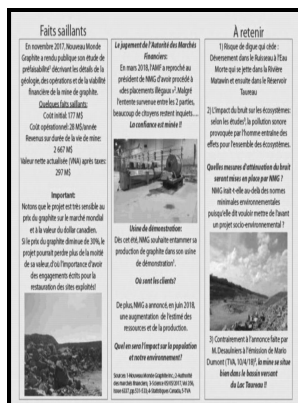 Faits saillants
En novembre 2017, Nouveau Monde
Graphite a rendu publique son étude de
préfaisabilité¹ décrivant les détails de la
géologie, des opérations et de la viabilité
financière de la mine de graphite.
Quelques faits saillants:
Coût initial: 177 M$
Coût opérationnel: 28 M$/année
Revenus sur durée de la vie de mine:
2 667 M$
Valeur nette actualisée (VNA) après taxes:
297 M$
Important:
Notons que le projet est très sensible au
prix du graphite sur le marché mondial
et à la valeur du dollar canadien.
Si le prix du graphite diminue de 30%, le
projet pourrait perdre plus de la moitié
de sa valeur, d'où l'importance d'avoir
des engagements écrits pour la
restauration des sites exploités!
Le jugement de l'Autorité des Marchés
Financiers:
En mars 2018, l'AMF a reproché au
président de NMG d'avoir procédé à
«des placements illégaux ».² Malgré
l'entente survenue entre les 2 parties,
beaucoup de citoyens restent inquiets....
La confiance est minée !!
Usine de démonstration:
Dès cet été, NMG souhaite entammer sa
production de graphite dans son usine
de démonstration¹.
Où sont les clients?
De plus, NMG a annoncé, en juin 2018,
une augmentation de l'estimé des
ressources et de la production.
Quel en sera l'impact sur la population
et notre environnement?
À retenir
1) Risque de digue qui cède :
Déversement dans le Ruisseau à l'Eau
Morte qui se jette dans la Rivière
Matawin et ensuite dans le Réservoir
Taureau
2) L'impact du bruit sur les écosystèmes:
selon les études³, la pollution sonore
provoquée par l'homme entraîne des
effets pour l'ensemble des écosystèmes.
Quelles mesures d'atténuation du bruit
seront mises en place par NMG ?
NMG irait-t-elle au-delà des normes
minimales environnementales
puisqu'elle dit vouloir mettre de l'avant
un projet socio-environnemental ?
3) Contrairement à l'annonce faite par
M.Desaulniers à l'émission de Mario
Dumont (TVA, 10/4/18)⁵, la mine se situe
bien dans le bassin versant
du Lac Taureau !!